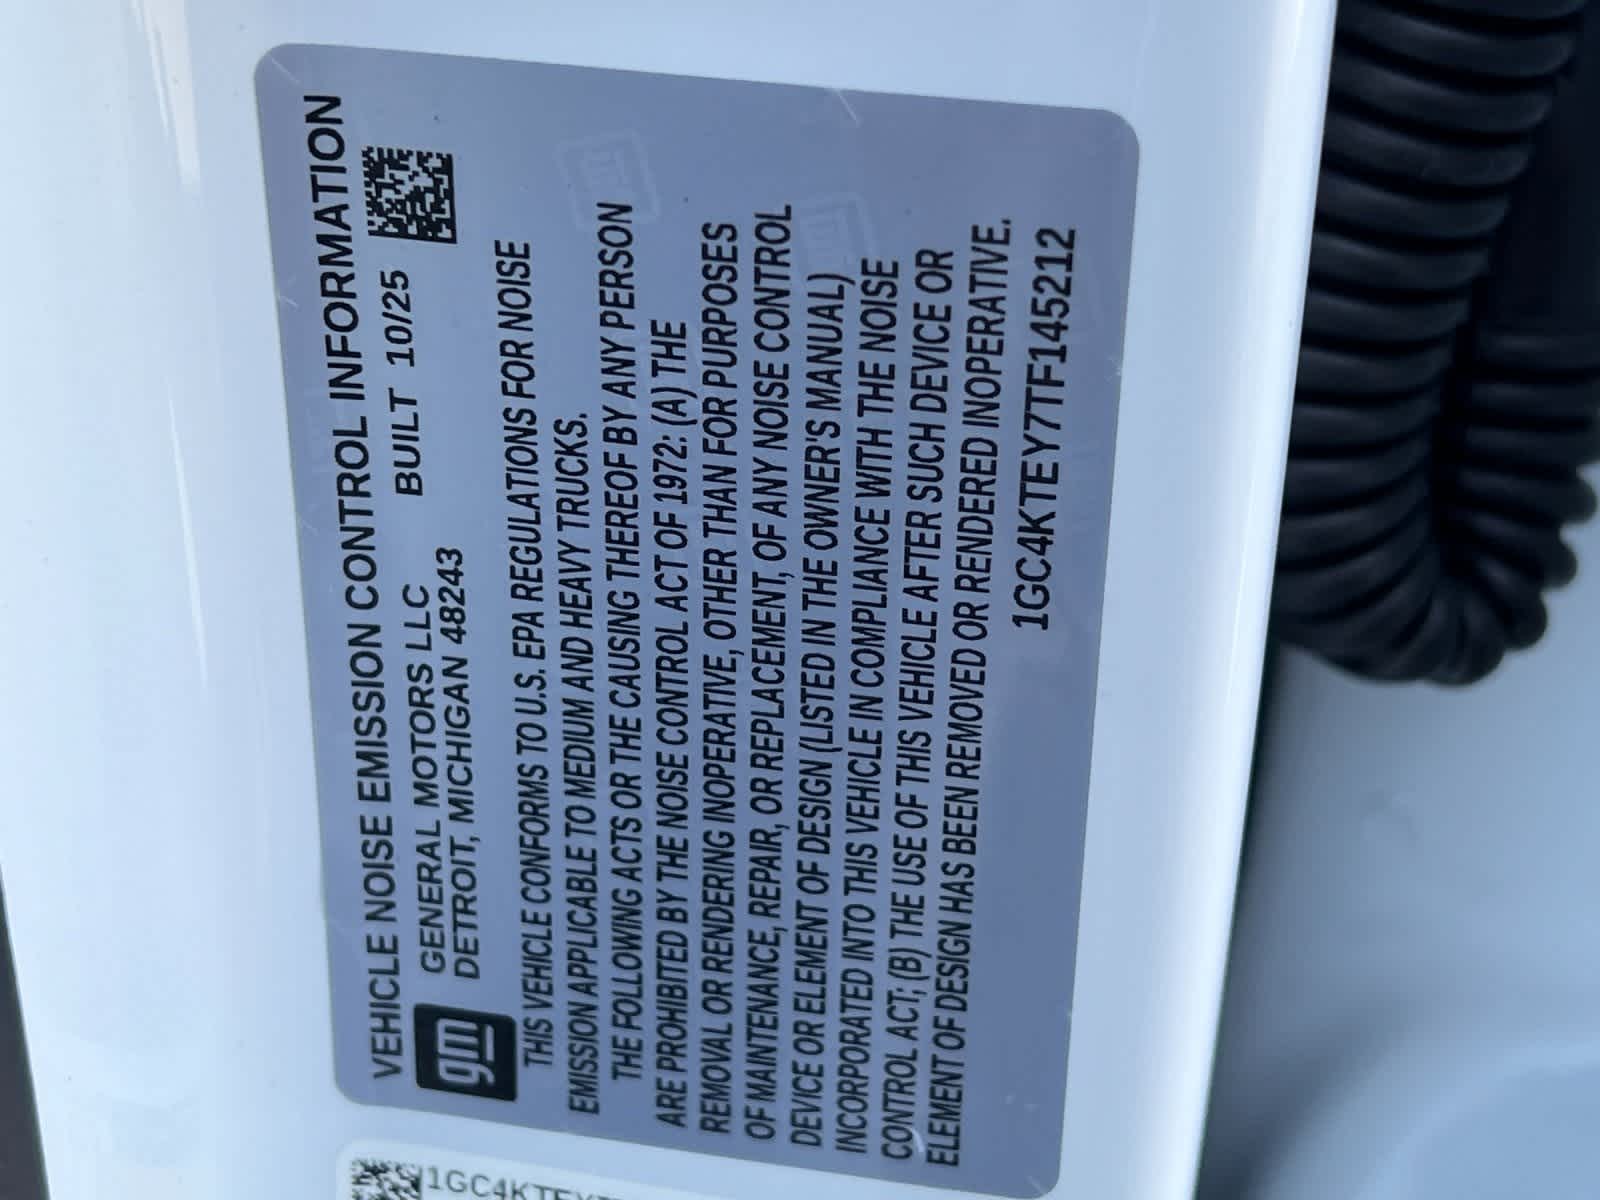 VEHICLE NOISE EMISSION CONTROL INFORMATION
gm
GENERAL MOTORS LLC BUILT 10/25
DETROIT, MICHIGAN 48243
THIS VEHICLE CONFORMS TO U.S. EPA REGULATIONS FOR NOISE
EMISSION APPLICABLE TO MEDIUM AND HEAVY TRUCKS.
THE FOLLOWING ACTS OR THE CAUSING THEREOF BY ANY PERSON
ARE PROHIBITED BY THE NOISE CONTROL ACT OF 1972: (A) THE
REMOVAL OR RENDERING INOPERATIVE, OTHER THAN FOR PURPOSES
OF MAINTENANCE, REPAIR, OR REPLACEMENT, OF ANY NOISE CONTROL
DEVICE OR ELEMENT OF DESIGN (LISTED IN THE OWNER'S MANUAL)
INCORPORATED INTO THIS VEHICLE IN COMPLIANCE WITH THE NOISE
CONTROL ACT; (B) THE USE OF THIS VEHICLE AFTER SUCH DEVICE OR
ELEMENT OF DESIGN HAS BEEN REMOVED OR RENDERED INOPERATIVE.
1GC4KTEY7TF145212